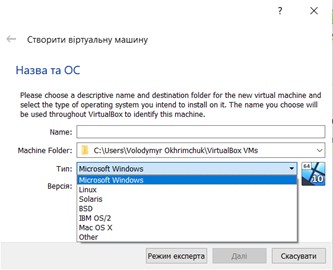 ?
Створити віртуальну машину
Назва та ОС
Please choose a descriptive name and destination folder for the new virtual machine and
select the type of operating system you intend to install on it. The name you choose will
be used throughout VirtualBox to identify this machine.
Name:
Machine Folder: C:\Users\Volodymyr Okhrimchuk\VirtualBox VMs
Тип: Microsoft Windows
64
10
Версія: Microsoft Windows
Linux
Solaris
BSD
IBM OS/2
Mac OS X
Other
Режим експерта Далі Скасувати